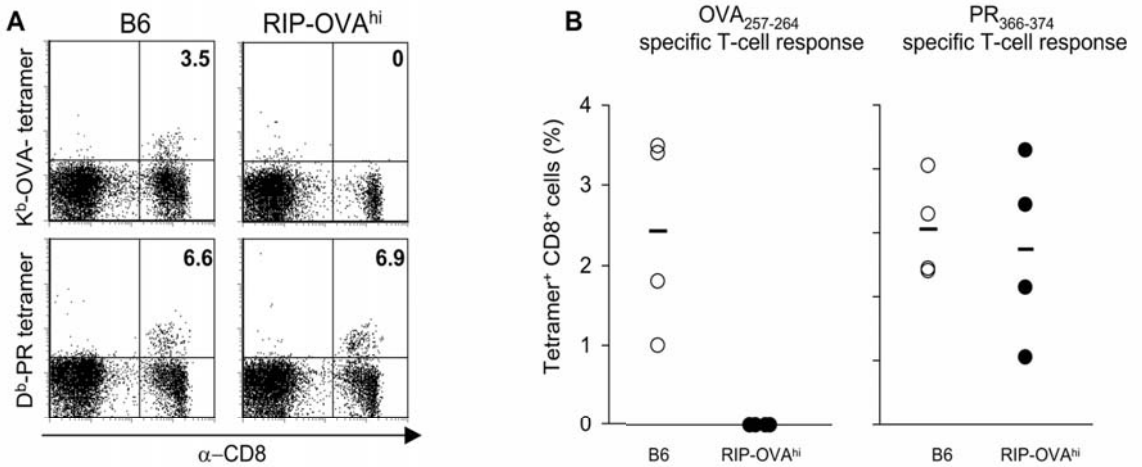 A
B6
RIP-OVAhi
Kb-OVA- tetramer
3.5
0
Db-PR tetramer
6.6
6.9
α–CD8
B
OVA257-264
specific T-cell response
PR366-374
specific T-cell response
Tetramer+ CD8+ cells (%)
4
3
2
1
0
B6
RIP-OVAhi
B6
RIP-OVAhi